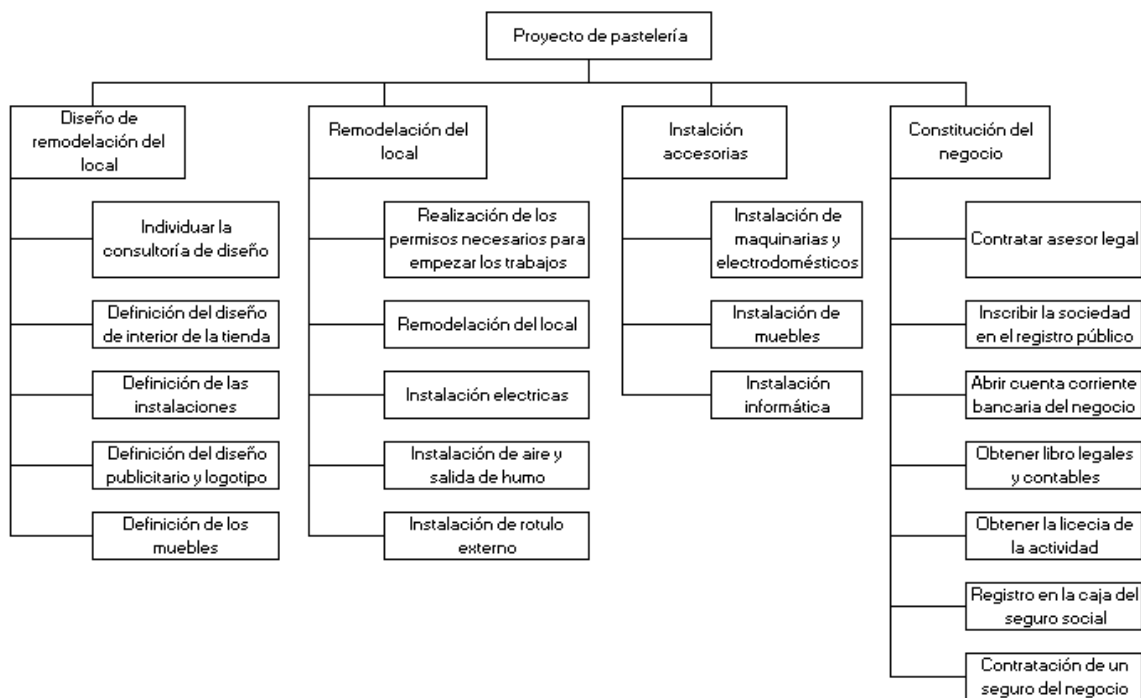 Proyecto de pastelería
Diseño de
remodelación del
local
Individuar la
consultoría de diseño
Definición del diseño
de interior de la tienda
Definición de las
instalaciones
Definición del diseño
publicitario y logotipo
Definición de los
muebles
Remodelación del
local
Realización de los
permisos necesarios para
empezar los trabajos
Remodelación del local
Instalación electricas
Instalación de aire y
salida de humo
Instalación de rotulo
externo
Instalción
accesorias
Instalación de
maquinarias y
electrodomésticos
Instalación de
muebles
Instalación
informática
Constitución del
negocio
Contratar asesor legal
Inscribir la sociedad
en el registro público
Abrir cuenta corriente
bancaria del negocio
Obtener libro legales
y contables
Obtener la licecia de
la actividad
Registro en la caja del
seguro social
Contratación de un
seguro del negocio